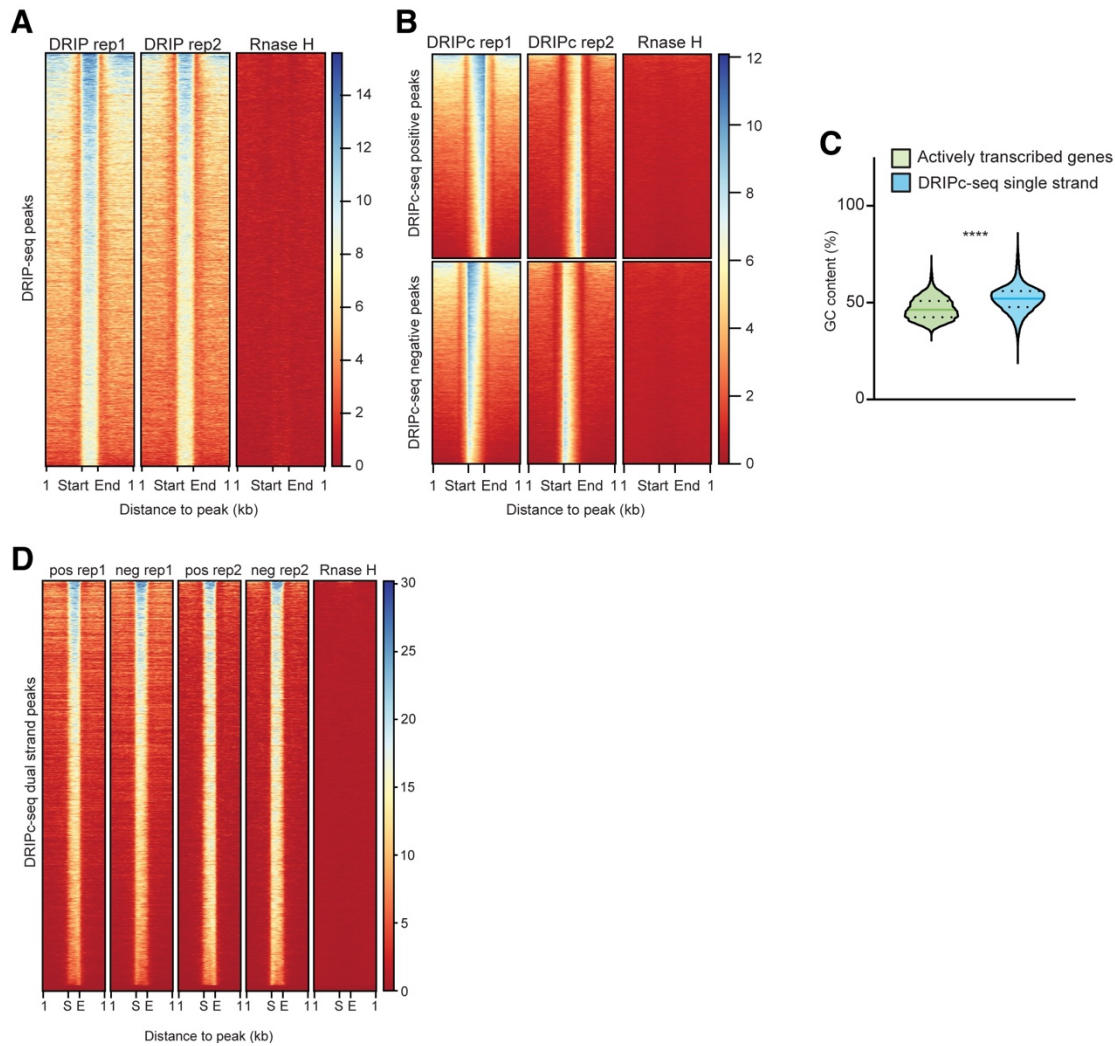 A
DRIP rep1 DRIP rep2 Rnase H
DRIP-seq peaks
14
12
10
8
6
4
2
0
1 Start End 1 1 Start End 1 1 Start End 1
Distance to peak (kb)
B
DRIPc rep1 DRIPc rep2 Rnase H
DRIPc-seq positive peaks
DRIPc-seq negative peaks
12
10
8
6
4
2
0
1 Start End 1 1 Start End 1 1 Start End 1
Distance to peak (kb)
C
Actively transcribed genes
DRIPc-seq single strand
GC content (%)
100
50
0
****
D
pos rep1 neg rep1 pos rep2 neg rep2 Rnase H
DRIPc-seq dual strand peaks
30
25
20
15
10
5
0
1 S E 1 1 S E 1 1 S E 1 1 S E 1 1 S E 1
Distance to peak (kb)